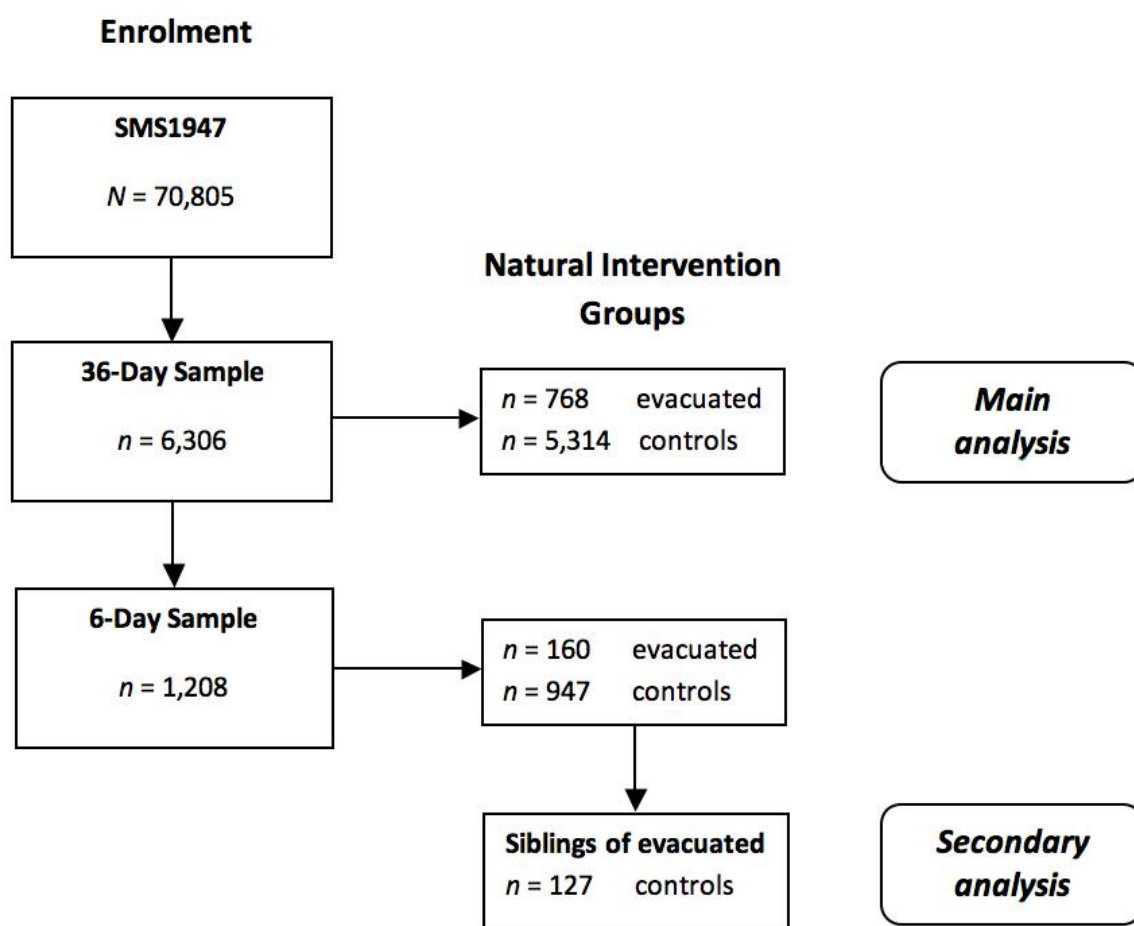 Enrolment
SMS1947
N = 70,805
Natural Intervention
Groups
36-Day Sample
n = 6,306
n = 768 evacuated
n = 5,314 controls
Main
analysis
6-Day Sample
n = 1,208
n = 160 evacuated
n = 947 controls
Siblings of evacuated
n = 127 controls
Secondary
analysis